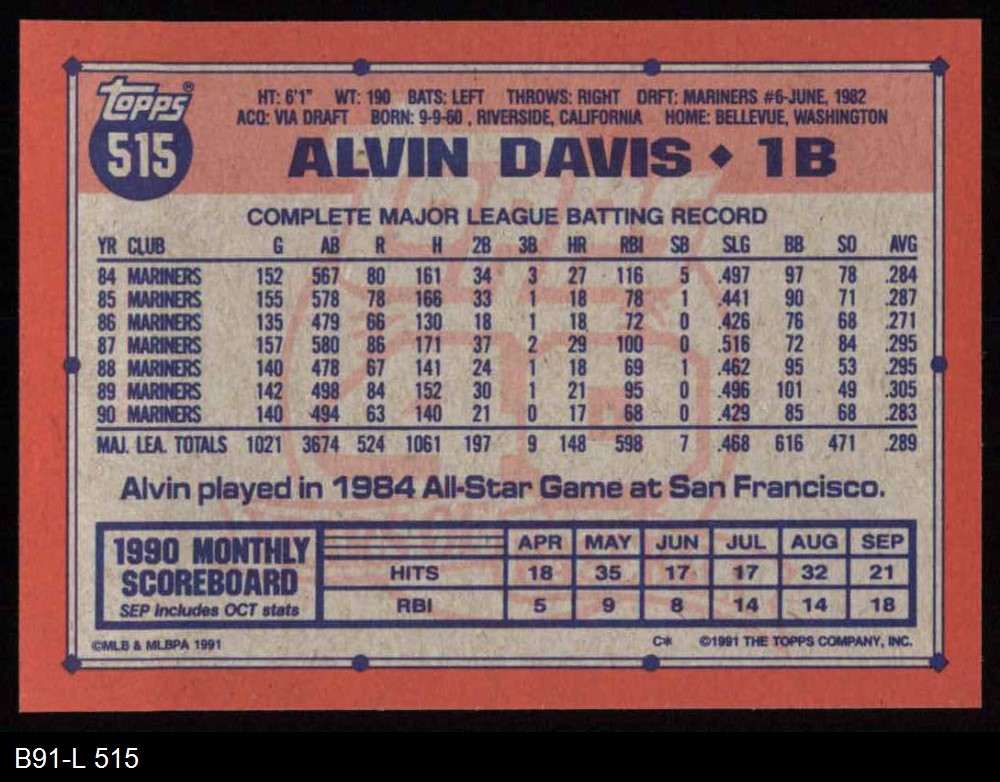 Topps®
515
HT: 6'1" WT: 190 BATS: LEFT THROWS: RIGHT DRFT: MARINERS #6-JUNE, 1982
ACQ: VIA DRAFT BORN: 9-9-60 , RIVERSIDE, CALIFORNIA HOME: BELLEVUE, WASHINGTON
ALVIN DAVIS ◆ 1B
COMPLETE MAJOR LEAGUE BATTING RECORD
YR CLUB G AB R H 2B 3B HR RBI SB SLG BB SO AVG
84 MARINERS 152 567 80 161 34 3 27 116 5 .497 97 78 .284
85 MARINERS 155 578 78 166 33 1 18 78 1 .441 90 71 .287
86 MARINERS 135 479 66 130 18 1 18 72 0 .426 76 68 .271
87 MARINERS 157 580 86 171 37 2 29 100 0 .516 72 84 .295
88 MARINERS 140 478 67 141 24 1 18 69 1 .462 95 53 .295
89 MARINERS 142 498 84 152 30 1 21 95 0 .496 101 49 .305
90 MARINERS 140 494 63 140 21 0 17 68 0 .429 85 68 .283
MAJ. LEA. TOTALS 1021 3674 524 1061 197 9 148 598 7 .468 616 471 .289
Alvin played in 1984 All-Star Game at San Francisco.
1990 MONTHLY
SCOREBOARD
SEP Includes OCT stats
APR MAY JUN JUL AUG SEP
HITS 18 35 17 17 32 21
RBI 5 9 8 14 14 18
©MLB & MLBPA 1991
C* ©1991 THE TOPPS COMPANY, INC.
B91-L 515